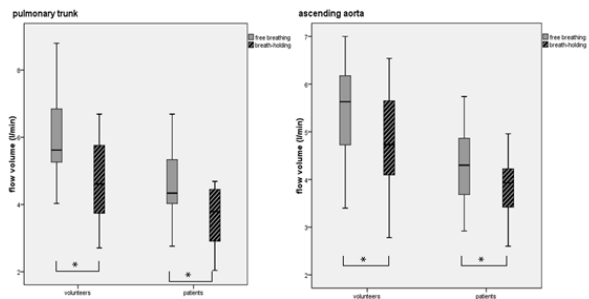 pulmonary trunk
free breathing
breath-holding
flow volume (l/min)
8
6
4
2
*
*
volunteers
patients
ascending aorta
free breathing
breath-holding
flow volume (l/min)
7
6
5
4
3
2
*
*
volunteers
patients